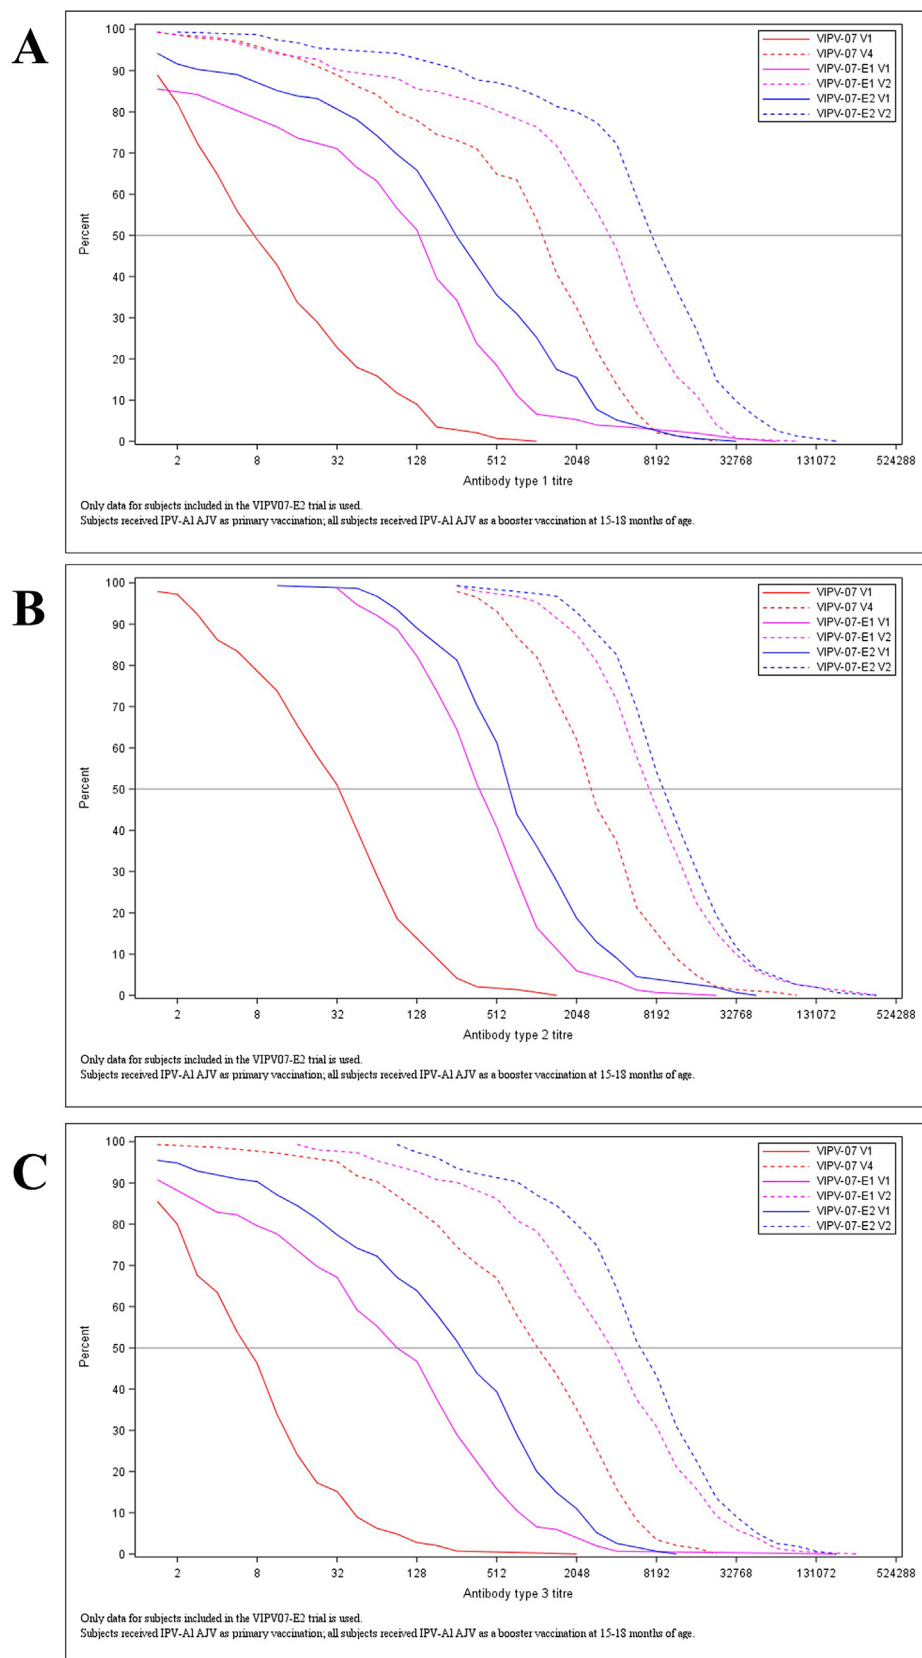 A
100
90
80
70
60
50
40
30
20
10
0
Percent
VIPV-07 V1
VIPV-07 V4
VIPV-07-E1 V1
VIPV-07-E1 V2
VIPV-07-E2 V1
VIPV-07-E2 V2
2 8 32 128 512 2048 8192 32768 131072 524288
Antibody type 1 titre
Only data for subjects included in the VIPV07-E2 trial is used.
Subjects received IPV-Al AJV as primary vaccination; all subjects received IPV-Al AJV as a booster vaccination at 15-18 months of age.
B
100
90
80
70
60
50
40
30
20
10
0
Percent
VIPV-07 V1
VIPV-07 V4
VIPV-07-E1 V1
VIPV-07-E1 V2
VIPV-07-E2 V1
VIPV-07-E2 V2
2 8 32 128 512 2048 8192 32768 131072 524288
Antibody type 2 titre
Only data for subjects included in the VIPV07-E2 trial is used.
Subjects received IPV-Al AJV as primary vaccination; all subjects received IPV-Al AJV as a booster vaccination at 15-18 months of age.
C
100
90
80
70
60
50
40
30
20
10
0
Percent
VIPV-07 V1
VIPV-07 V4
VIPV-07-E1 V1
VIPV-07-E1 V2
VIPV-07-E2 V1
VIPV-07-E2 V2
2 8 32 128 512 2048 8192 32768 131072 524288
Antibody type 3 titre
Only data for subjects included in the VIPV07-E2 trial is used.
Subjects received IPV-Al AJV as primary vaccination; all subjects received IPV-Al AJV as a booster vaccination at 15-18 months of age.